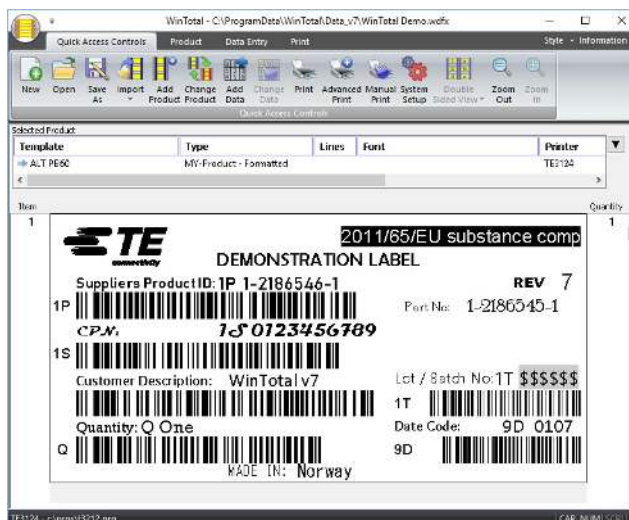 WinTotal - C:\ProgramData\WinTotal\Data_v7\WinTotal Demo.wdfx
Quick Access Controls Product Data Entry Print Style Information
New Open Save As Import Add Product Change Product Add Data Change Data Print Advanced Print Manual Print System Setup Double Sided View Zoom Out Zoom In
Quick Access Controls
Selected Product
Template Type Lines Font Printer
ALT PE60 MY-Product - Formatted TE3124
Item Quantity
1 1
TE connectivity 2011/65/EU substance comp
DEMONSTRATION LABEL
Suppliers Product ID: 1P 1-2186546-1 REV 7
1P Part No: 1-2186545-1
CPN: 1S 0123456789
1S
Customer Description: WinTotal v7 Lot / Batch No: 1T $$$$$$
1T
Quantity: Q One Date Code: 9D 0107
Q 9D
MADE IN: Norway
CAP NUM SCRL